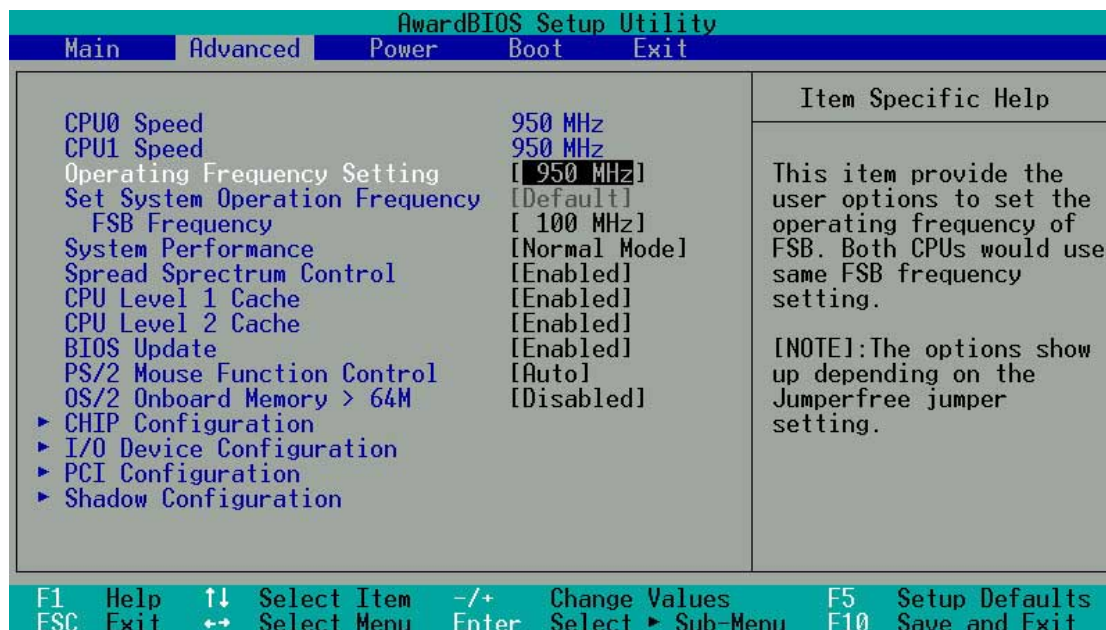 AwardBIOS Setup Utility
Main Advanced Power Boot Exit
Item Specific Help
CPU0 Speed 950 MHz
CPU1 Speed 950 MHz
Operating Frequency Setting [ 950 MHz]
Set System Operation Frequency [Default]
FSB Frequency [ 100 MHz]
System Performance [Normal Mode]
Spread Sprectrum Control [Enabled]
CPU Level 1 Cache [Enabled]
CPU Level 2 Cache [Enabled]
BIOS Update [Enabled]
PS/2 Mouse Function Control [Auto]
OS/2 Onboard Memory > 64M [Disabled]
► CHIP Configuration
► I/O Device Configuration
► PCI Configuration
► Shadow Configuration
This item provide the
user options to set the
operating frequency of
FSB. Both CPUs would use
same FSB frequency
setting.
[NOTE]:The options show
up depending on the
Jumperfree jumper
setting.
F1 Help ↑↓ Select Item -/+ Change Values F5 Setup Defaults
ESC Exit ←→ Select Menu Enter Select ► Sub-Menu F10 Save and Exit